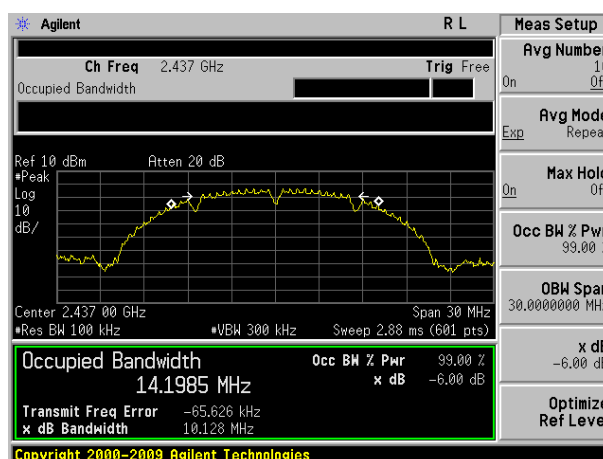 Agilent R L Meas Setup
Ch Freq 2.437 GHz Trig Free
Occupied Bandwidth
Avg Number
10
On Off
Avg Mode
Exp Repeat
Max Hold
On Off
Occ BW % Pwr
99.00 %
OBW Span
30.0000000 MHz
x dB
-6.00 dB
Optimize
Ref Level
Ref 10 dBm Atten 20 dB
#Peak
Log
10
dB/
Center 2.437 00 GHz Span 30 MHz
#Res BW 100 kHz #VBW 300 kHz Sweep 2.88 ms (601 pts)
Occupied Bandwidth Occ BW % Pwr 99.00 %
14.1985 MHz x dB -6.00 dB
Transmit Freq Error -65.626 kHz
x dB Bandwidth 10.128 MHz
Copyright 2000-2009 Agilent Technologies